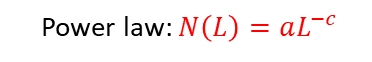 Power law: N(L) = aL⁻ᶜ